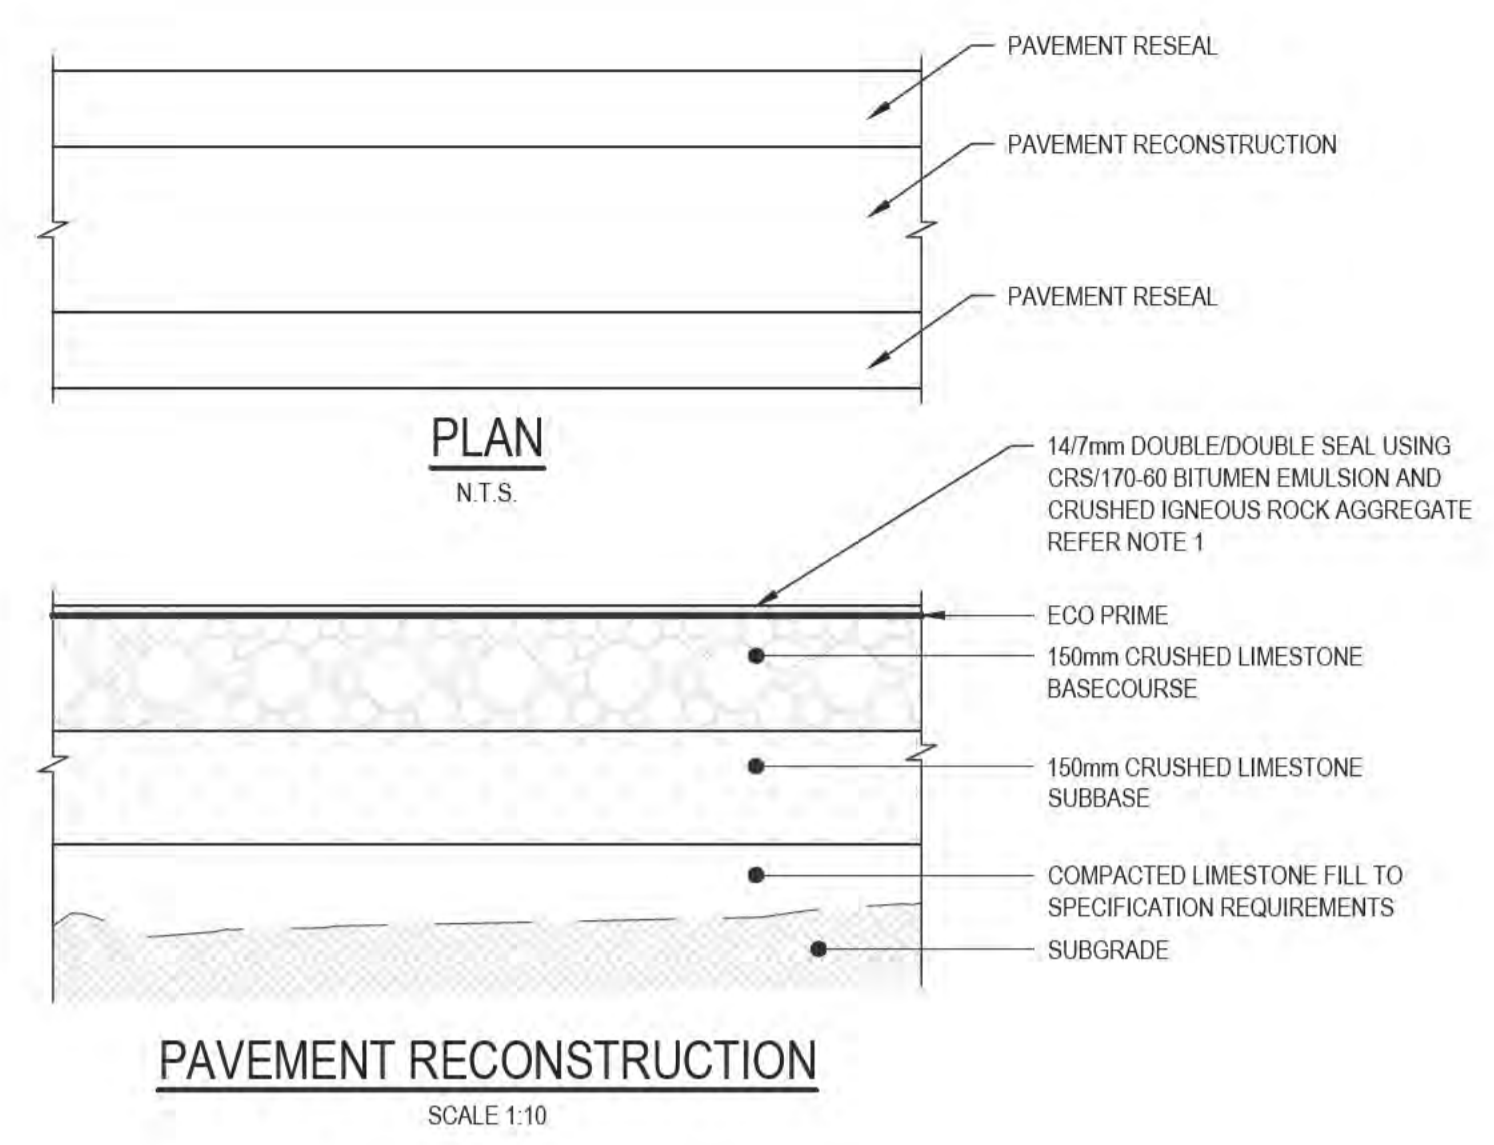 PAVEMENT RESEAL
PAVEMENT RECONSTRUCTION
PAVEMENT RESEAL
PLAN
N.T.S.
14/7mm DOUBLE/DOUBLE SEAL USING
CRS/170-60 BITUMEN EMULSION AND
CRUSHED IGNEOUS ROCK AGGREGATE
REFER NOTE 1
ECO PRIME
150mm CRUSHED LIMESTONE
BASECOURSE
150mm CRUSHED LIMESTONE
SUBBASE
COMPACTED LIMESTONE FILL TO
SPECIFICATION REQUIREMENTS
SUBGRADE
PAVEMENT RECONSTRUCTION
SCALE 1:10